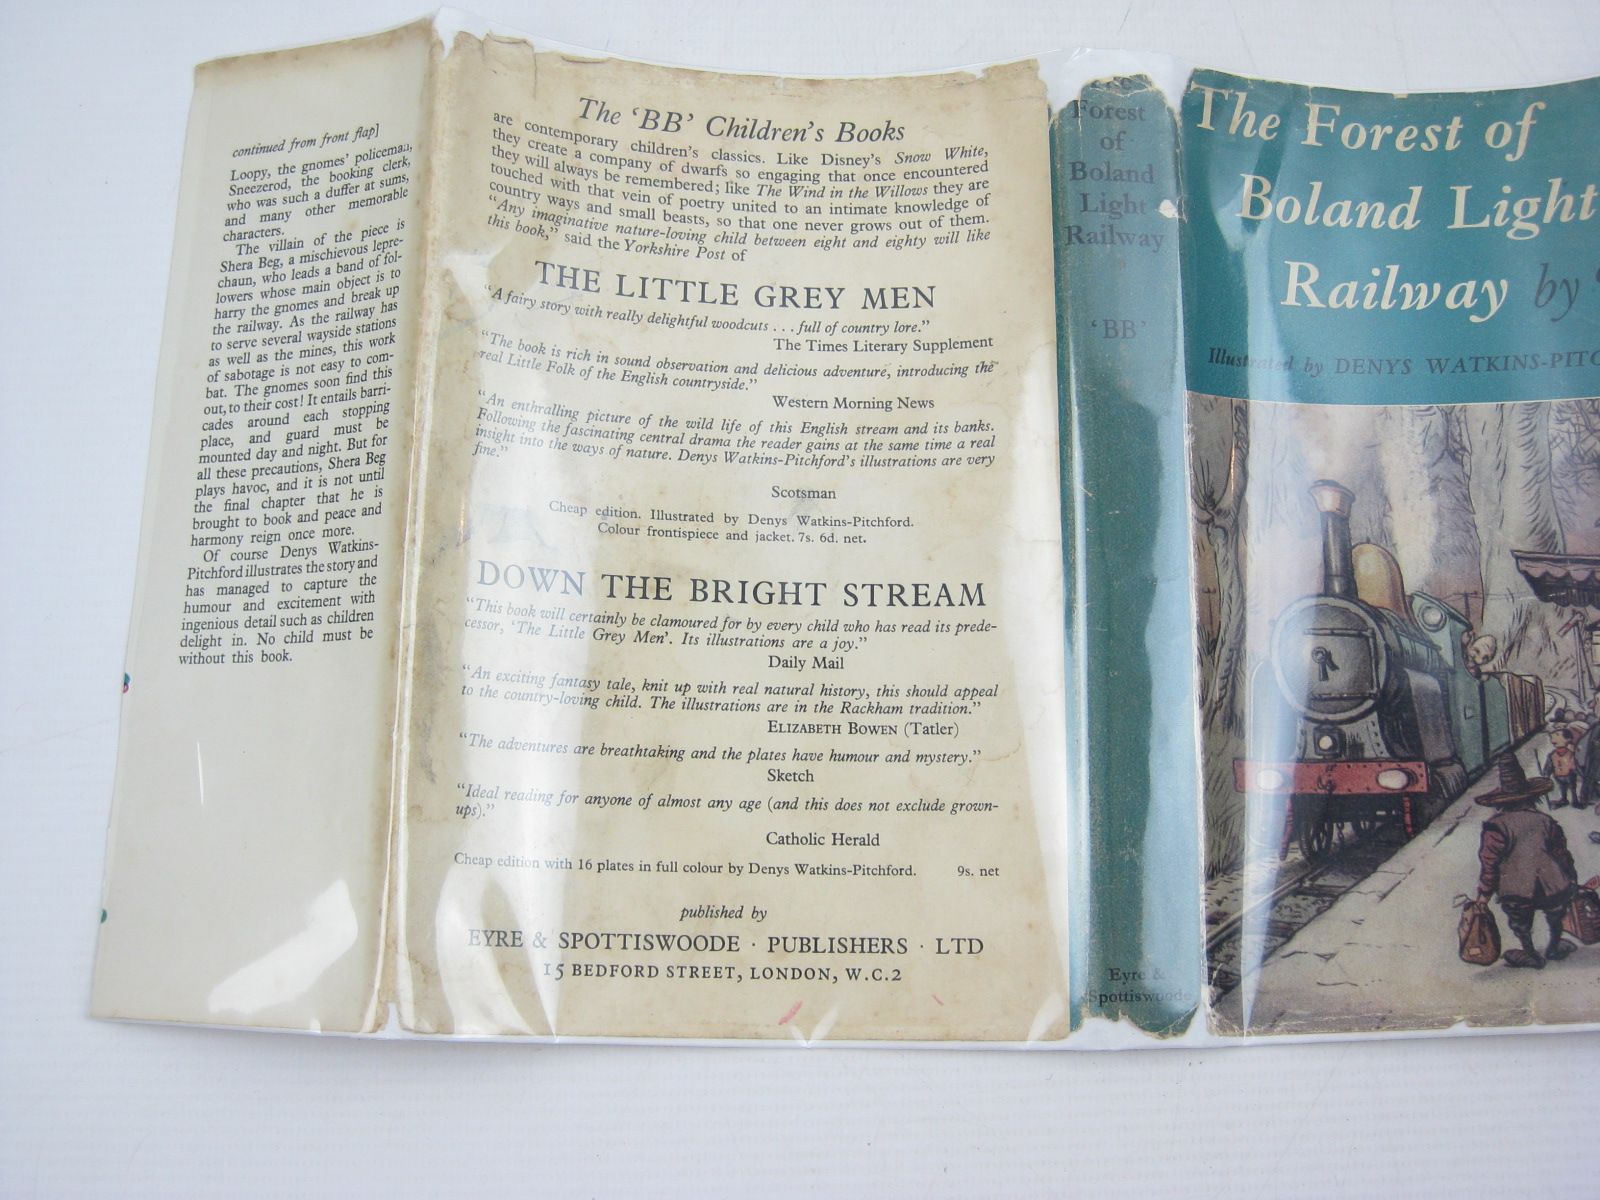 continued from front flap]
Loopy, the gnomes' policeman,
Sneezerod, the booking clerk,
who was such a duffer at sums,
and many other memorable
characters.
The villain of the piece is
Shera Beg, a mischievous lepre-
chaun, who leads a band of fol-
lowers whose main object is to
harry the gnomes and break up
the railway. As the railway has
to serve several wayside stations
as well as the mines, this work
of sabotage is not easy to com-
bat. The gnomes soon find this
out, to their cost! It entails barri-
cades around each stopping
place, and guard must be
mounted day and night. But for
all these precautions, Shera Beg
plays havoc, and it is not until
the final chapter that he is
brought to book and peace and
harmony reign once more.
Of course Denys Watkins-
Pitchford illustrates the story and
has managed to capture the
humour and excitement with
ingenious detail such as children
delight in. No child must be
without this book.
The 'BB' Children's Books
are contemporary children's classics. Like Disney's Snow White,
they create a company of dwarfs so engaging that once encountered
they will always be remembered; like The Wind in the Willows they are
touched with that vein of poetry united to an intimate knowledge of
country ways and small beasts, so that one never grows out of them.
"Any imaginative nature-loving child between eight and eighty will like
this book," said the Yorkshire Post of
THE LITTLE GREY MEN
"A fairy story with really delightful woodcuts . . . full of country lore."
The Times Literary Supplement
"The book is rich in sound observation and delicious adventure, introducing the
real Little Folk of the English countryside."
Western Morning News
"An enthralling picture of the wild life of this English stream and its banks.
Following the fascinating central drama the reader gains at the same time a real
insight into the ways of nature. Denys Watkins-Pitchford's illustrations are very
fine."
Scotsman
Cheap edition. Illustrated by Denys Watkins-Pitchford.
Colour frontispiece and jacket. 7s. 6d. net.
DOWN THE BRIGHT STREAM
"This book will certainly be clamoured for by every child who has read its prede-
cessor, 'The Little Grey Men'. Its illustrations are a joy."
Daily Mail
"An exciting fantasy tale, knit up with real natural history, this should appeal
to the country-loving child. The illustrations are in the Rackham tradition."
ELIZABETH BOWEN (Tatler)
"The adventures are breathtaking and the plates have humour and mystery."
Sketch
"Ideal reading for anyone of almost any age (and this does not exclude grown-
ups)."
Catholic Herald
Cheap edition with 16 plates in full colour by Denys Watkins-Pitchford. 9s. net
published by
EYRE & SPOTTISWOODE · PUBLISHERS · LTD
15 BEDFORD STREET, LONDON, W.C.2
The
Forest
of
Boland
Light
Railway
'BB'
Eyre &
Spottiswoode
The Forest of
Boland Light
Railway by
Illustrated by DENYS WATKINS-PITC